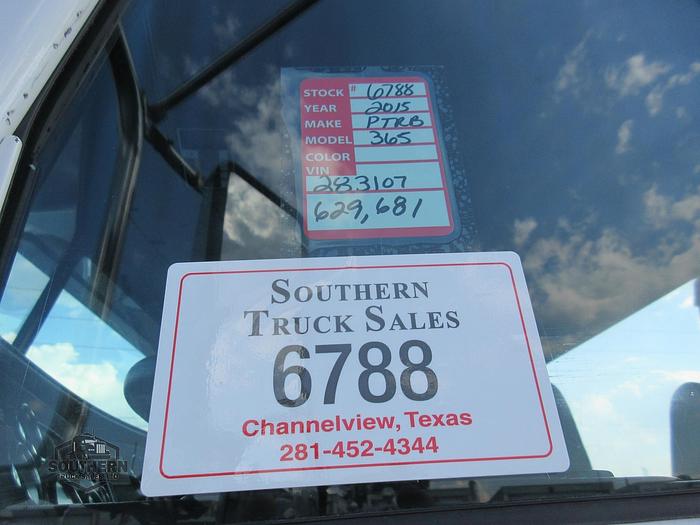 STOCK # 6788
YEAR 2015
MAKE PTRB
MODEL 365
COLOR
VIN
283107
629,681
SOUTHERN
TRUCK SALES
6788
Channelview, Texas
281-452-4344
SOUTHERN